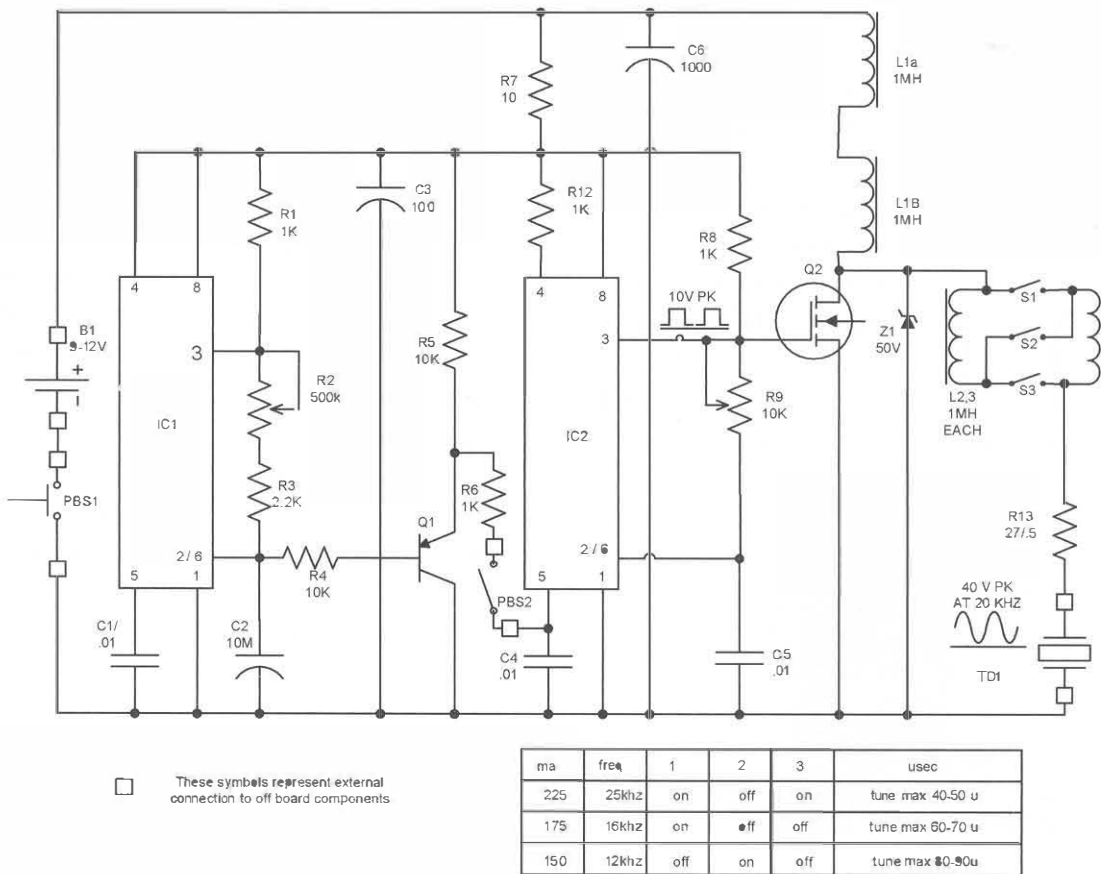 C6
1000
L1a
1MH
R7
10
R12
1K
C3
100
R1
1K
L1B
1MH
R8
1K
Q2
4
8
4
8
10V PK
S1
B1
9-12V
+
-
3
3
R5
10K
Z1
50V
S2
R2
500k
R9
10K
S3
IC1
IC2
L2,3
1MH
EACH
R3
2.2K
R6
1K
PBS1
Q1
R13
27/.5
2/6
2/6
R4
10K
5
1
5
1
PBS2
40 V PK
AT 20 KHZ
C1/
.01
C2
10M
C4
.01
C5
.01
TD1
These symbols represent external
connection to off board components
ma freq 1 2 3 usec
225 25khz on off on tune max 40-50 u
175 16khz on off off tune max 60-70 u
150 12khz off on off tune max 80-90u